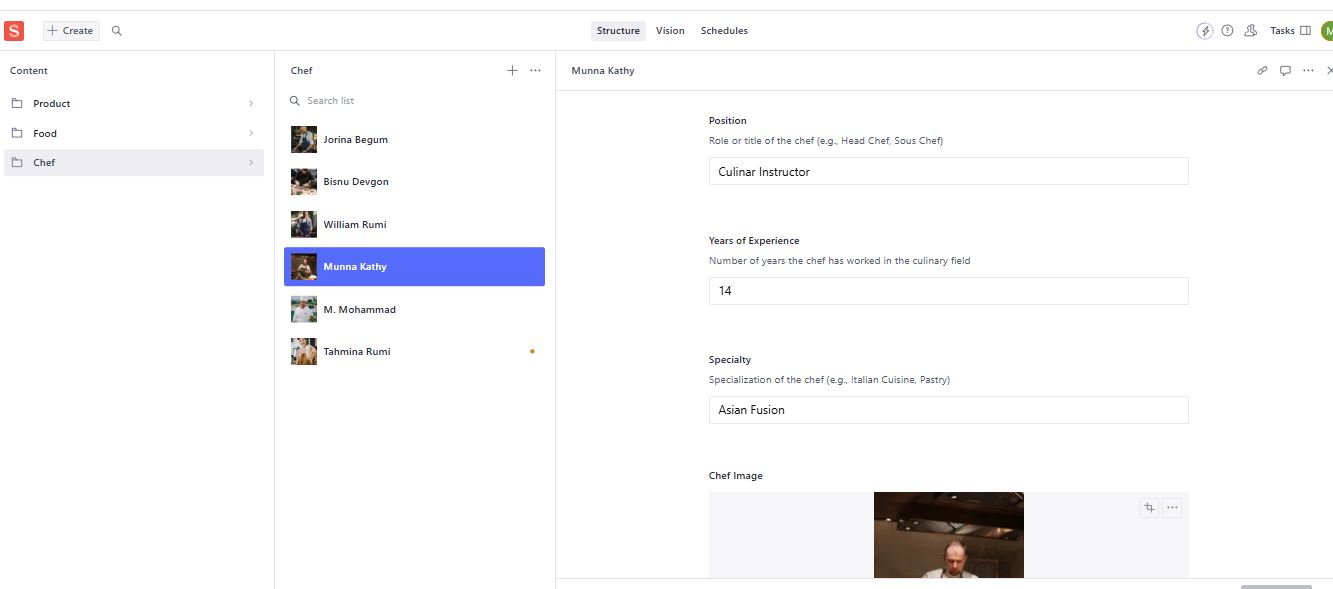 S
Create
Structure
Vision
Schedules
Tasks
M
Content
Product
Food
Chef
Chef
Search list
Jorina Begum
Bisnu Devgon
William Rumi
Munna Kathy
M. Mohammad
Tahmina Rumi
Munna Kathy
Position
Role or title of the chef (e.g., Head Chef, Sous Chef)
Culinar Instructor
Years of Experience
Number of years the chef has worked in the culinary field
14
Specialty
Specialization of the chef (e.g., Italian Cuisine, Pastry)
Asian Fusion
Chef Image